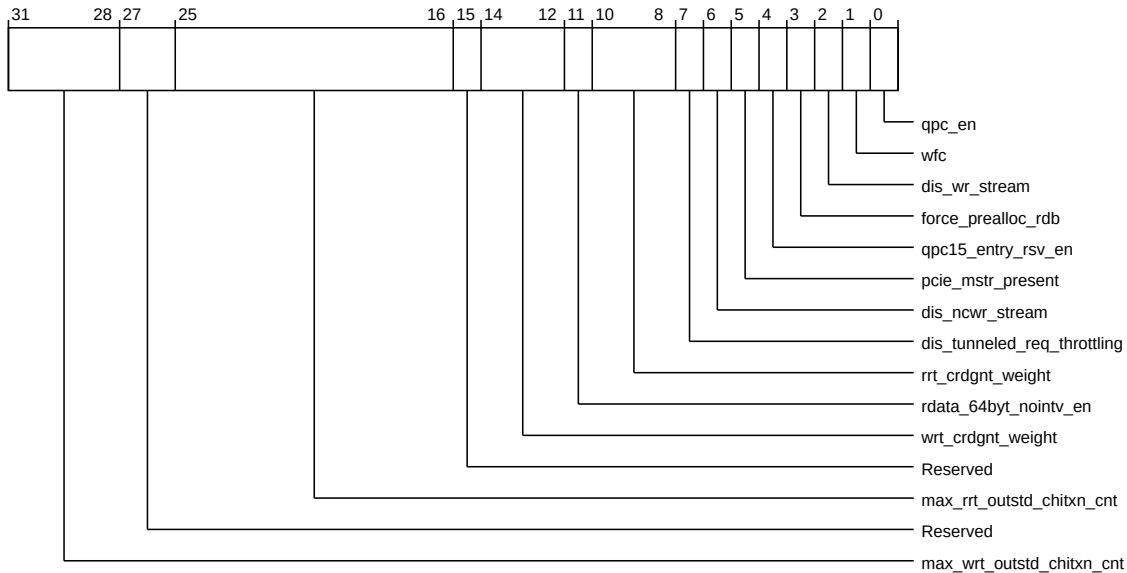 31 28 27 25 16 15 14 12 11 10 8 7 6 5 4 3 2 1 0
qpc_en
wfc
dis_wr_stream
force_prealloc_rdb
qpc15_entry_rsv_en
pcie_mstr_present
dis_ncwr_stream
dis_tunneled_req_throttling
rrt_crdgnt_weight
rdata_64byt_nointv_en
wrt_crdgnt_weight
Reserved
max_rrt_outstd_chitxn_cnt
Reserved
max_wrt_outstd_chitxn_cnt